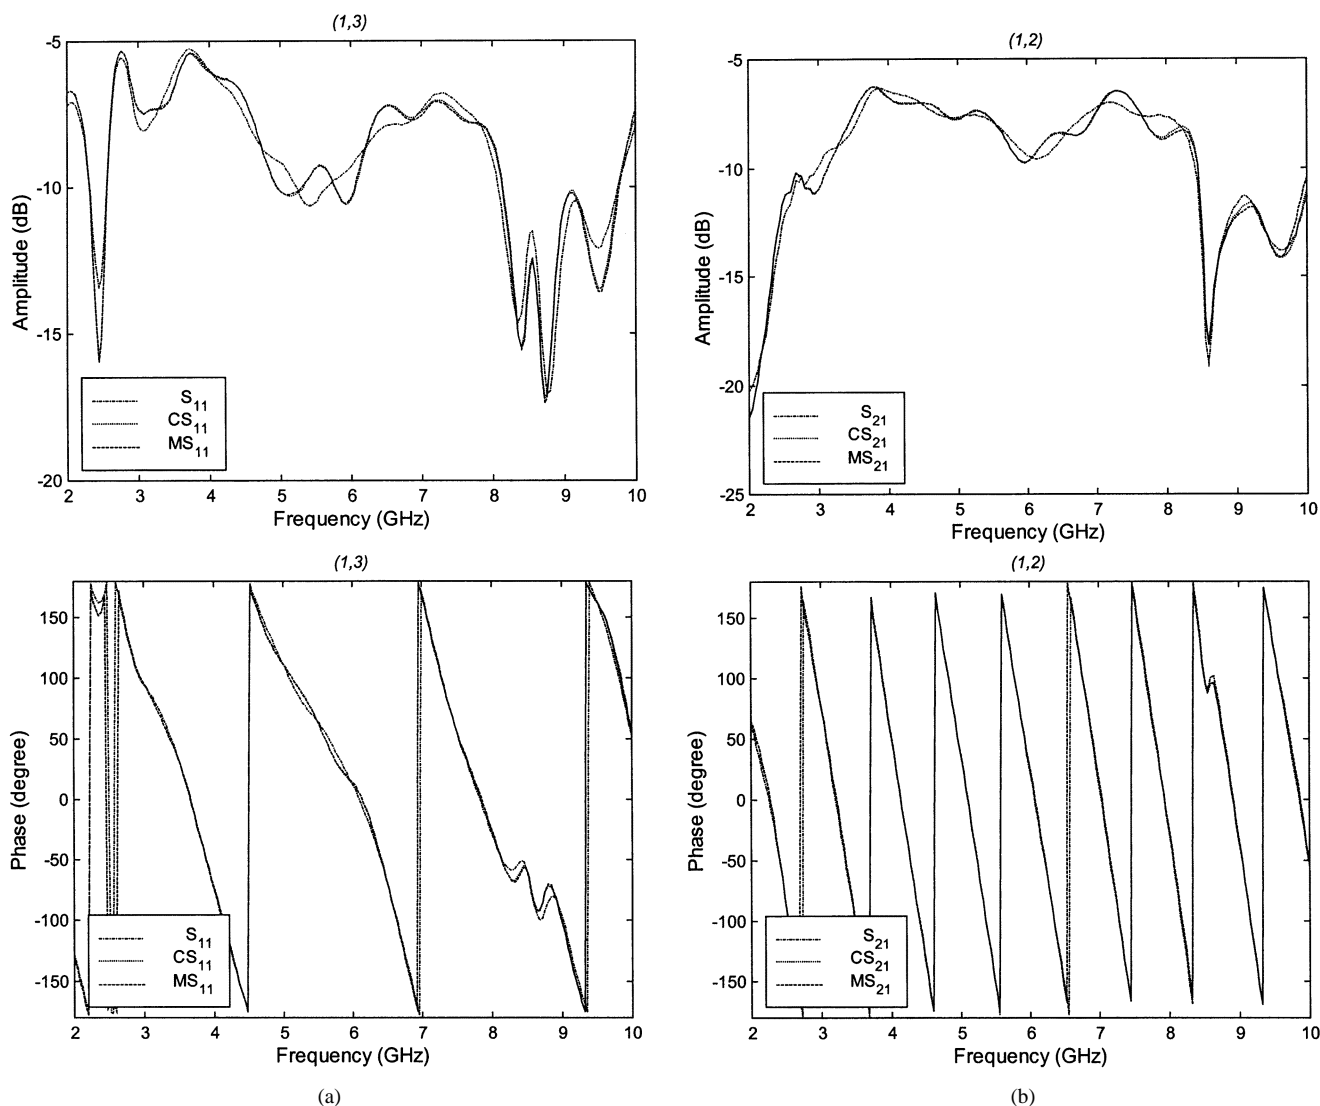 (1,3)
-5
-10
-15
-20
Amplitude (dB)
S11
CS11
MS11
2 3 4 5 6 7 8 9 10
Frequency (GHz)
(1,2)
-5
-10
-15
-20
-25
Amplitude (dB)
S21
CS21
MS21
2 3 4 5 6 7 8 9 10
Frequency (GHz)
(1,3)
150
100
50
0
-50
-100
-150
Phase (degree)
S11
CS11
MS11
2 3 4 5 6 7 8 9 10
Frequency (GHz)
(a)
(1,2)
150
100
50
0
-50
-100
-150
Phase (degree)
S21
CS21
MS21
2 3 4 5 6 7 8 9 10
Frequency (GHz)
(b)